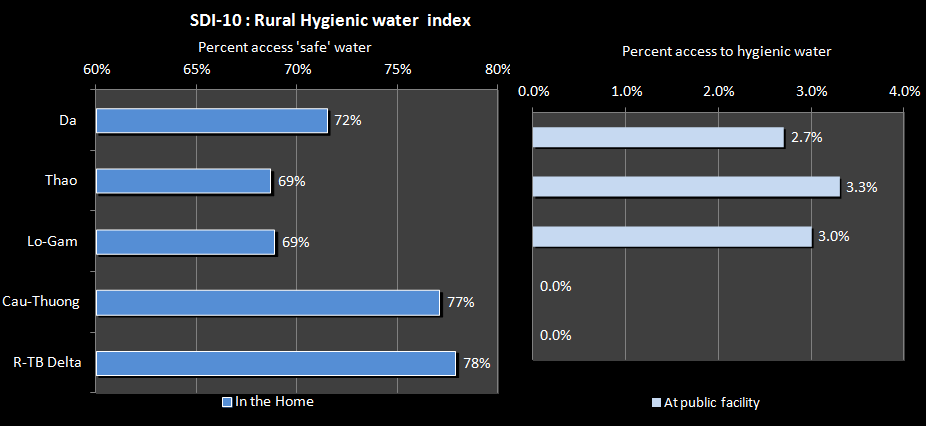 SDI-10 : Rural Hygienic water index
Percent access 'safe' water
60% 65% 70% 75% 80%
Da 72%
Thao 69%
Lo-Gam 69%
Cau-Thuong 77%
R-TB Delta 78%
In the Home
Percent access to hygienic water
0.0% 1.0% 2.0% 3.0% 4.0%
2.7%
3.3%
3.0%
0.0%
0.0%
At public facility